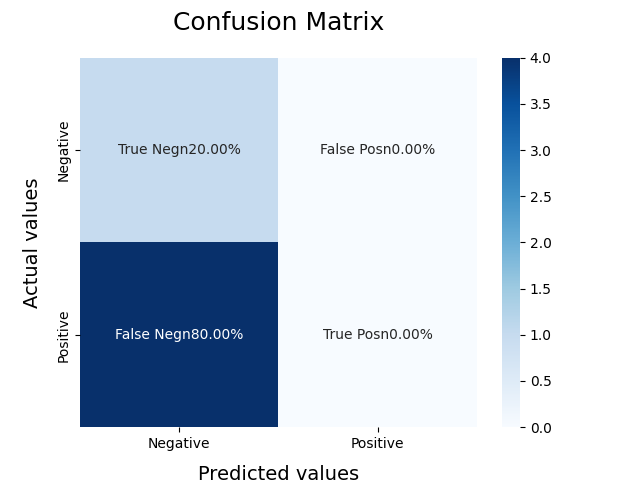 Confusion Matrix
Actual values
Negative
Positive
True Negn20.00%
False Posn0.00%
False Negn80.00%
True Posn0.00%
Negative
Positive
Predicted values
4.0
3.5
3.0
2.5
2.0
1.5
1.0
0.5
0.0